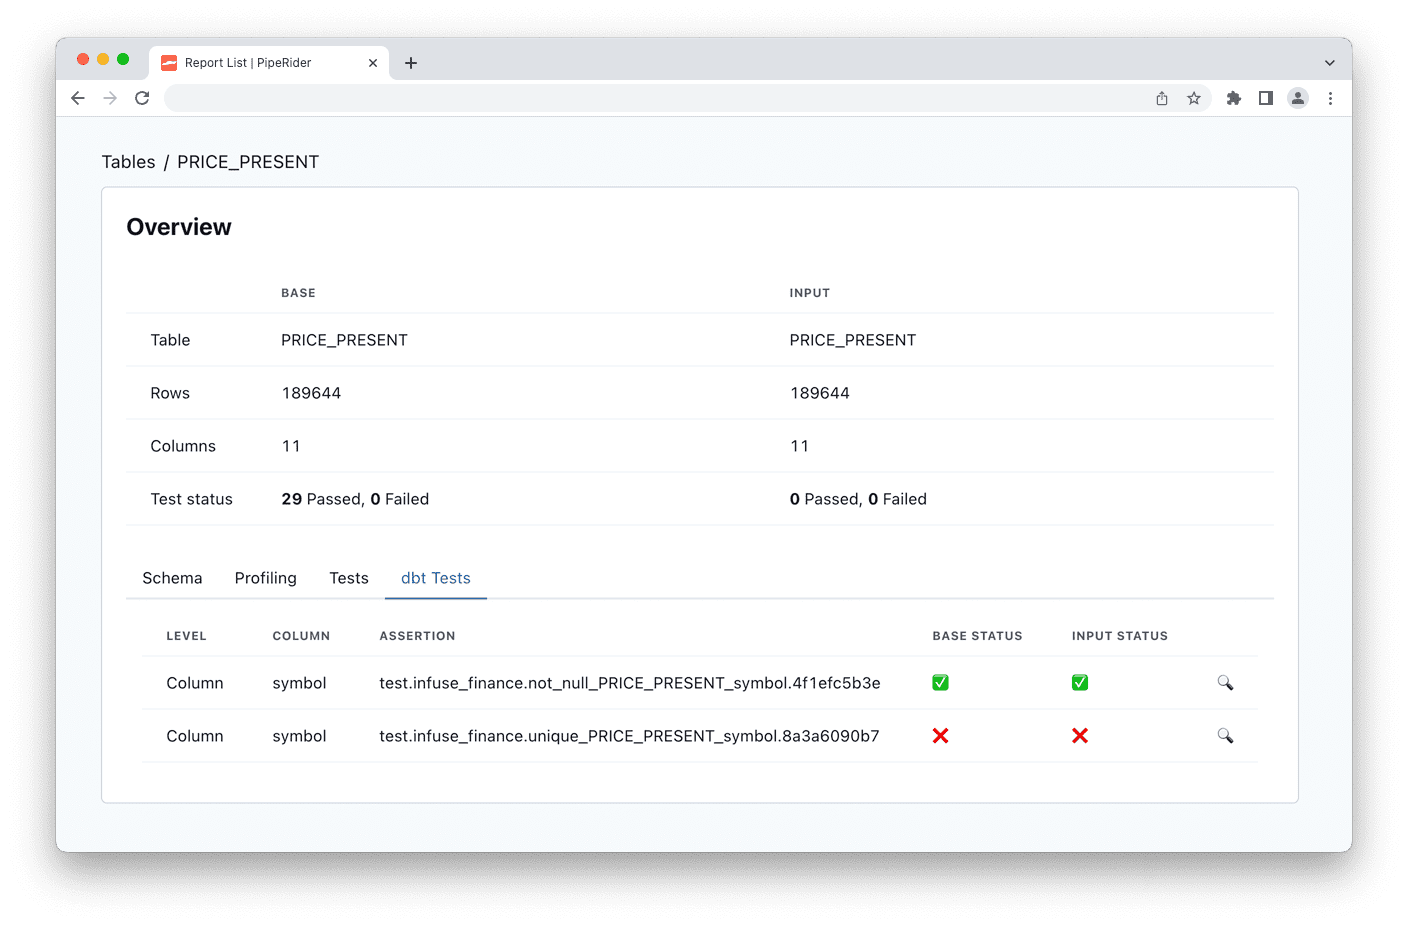 Report List | PipeRider
Tables / PRICE_PRESENT
Overview
BASE INPUT
Table PRICE_PRESENT PRICE_PRESENT
Rows 189644 189644
Columns 11 11
Test status 29 Passed, 0 Failed 0 Passed, 0 Failed
Schema Profiling Tests dbt Tests
LEVEL COLUMN ASSERTION BASE STATUS INPUT STATUS
Column symbol test.infuse_finance.not_null_PRICE_PRESENT_symbol.4f1efc5b3e
Column symbol test.infuse_finance.unique_PRICE_PRESENT_symbol.8a3a6090b7